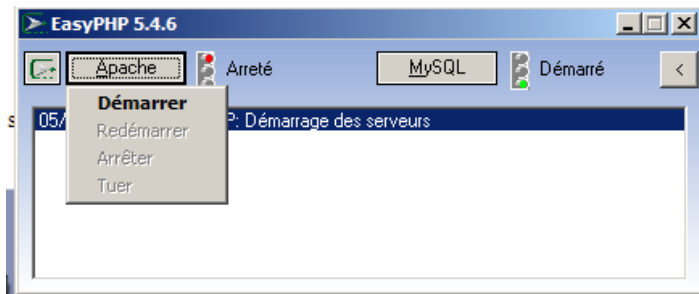 EasyPHP 5.4.6
Apache Arreté MySQL Démarré <
Démarrer
05/ P: Démarrage des serveurs
Redémarrer
Arrêter
Tuer